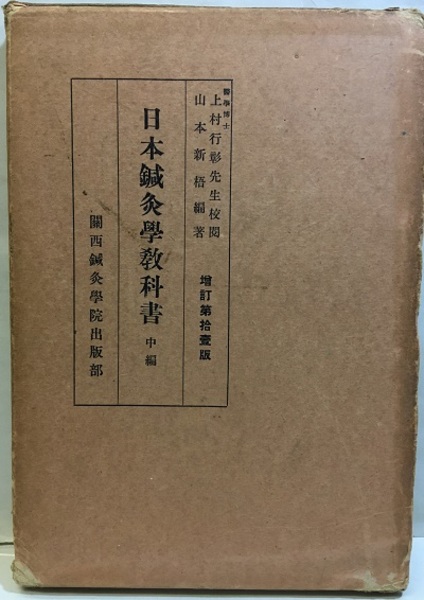 醫學博士
上村行彰先生校閱
山本新梧編著
增訂第拾壹版
日本鍼灸學敎科書 中編
關西鍼灸學院出版部